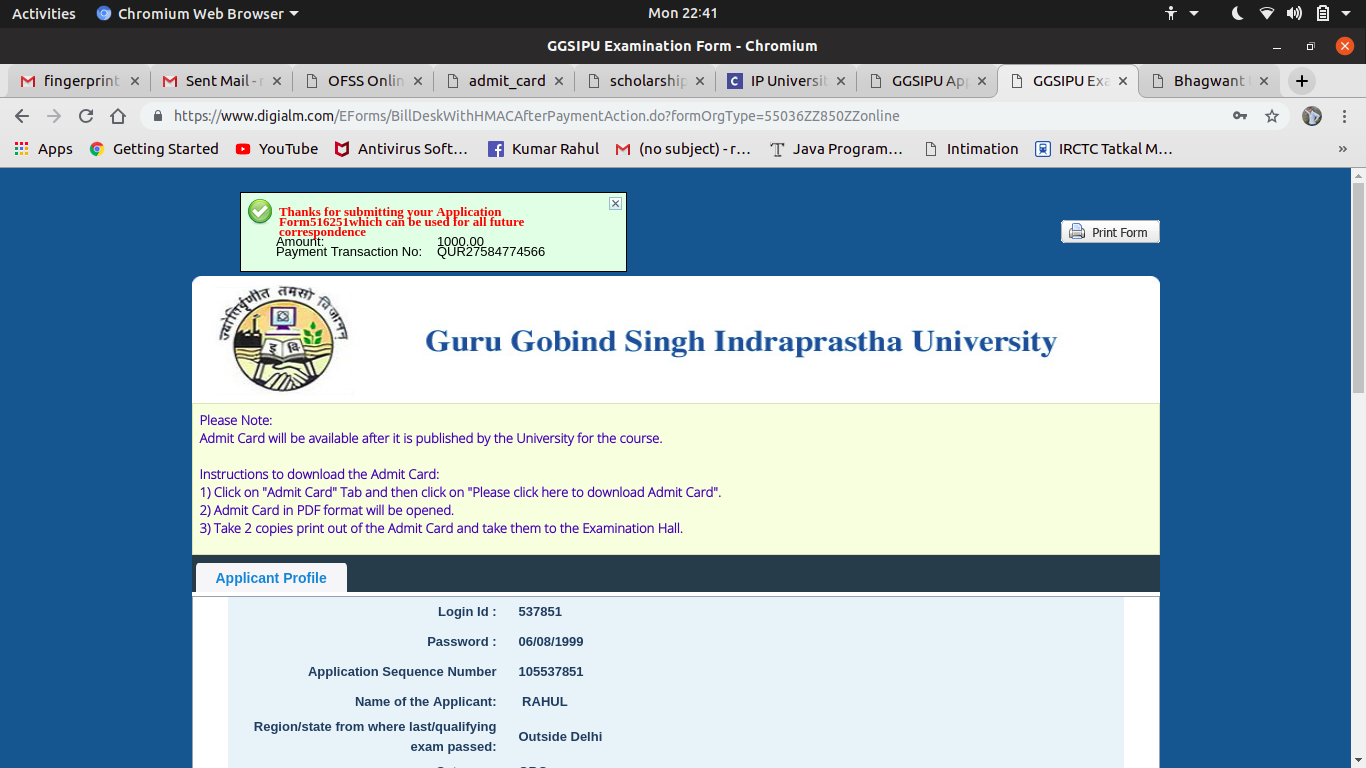 Activities Chromium Web Browser Mon 22:41
GGSIPU Examination Form - Chromium
fingerprint Sent Mail - OFSS Onlin admit_card scholarship IP Universit GGSIPU App GGSIPU Exa Bhagwant
https://www.digialm.com/EForms/BillDeskWithHMACAfterPaymentAction.do?formOrgType=55036ZZ850ZZonline
Apps Getting Started YouTube Antivirus Soft… Kumar Rahul (no subject) - r… Java Program… Intimation IRCTC Tatkal M… »
Thanks for submitting your Application
Form516251which can be used for all future
correspondence
Amount: 1000.00
Payment Transaction No: QUR27584774566
Print Form
ज्योतिर्वृणीत तमसो विजानन्
इ वि
Guru Gobind Singh Indraprastha University
Please Note:
Admit Card will be available after it is published by the University for the course.
Instructions to download the Admit Card:
1) Click on "Admit Card" Tab and then click on "Please click here to download Admit Card".
2) Admit Card in PDF format will be opened.
3) Take 2 copies print out of the Admit Card and take them to the Examination Hall.
Applicant Profile
Login Id : 537851
Password : 06/08/1999
Application Sequence Number 105537851
Name of the Applicant: RAHUL
Region/state from where last/qualifying
exam passed: Outside Delhi